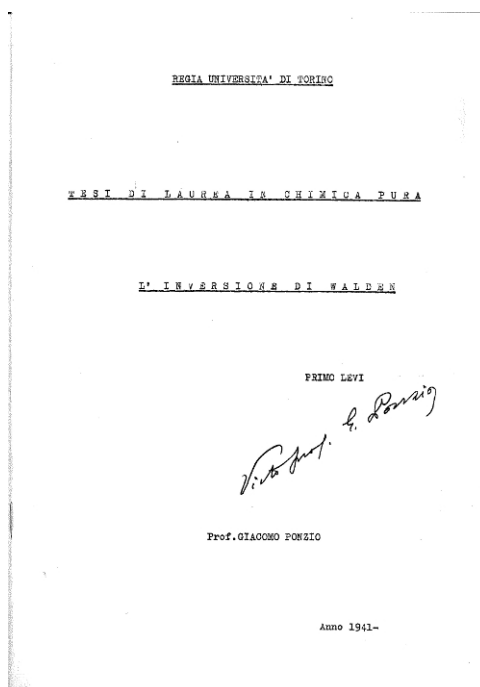 REGIA UNIVERSITA' DI TORINO
TESI DI LAUREA IN CHIMICA PURA
L' INVERSIONE DI WALDEN
PRIMO LEVI
Visto prof. G. Ponzio
Prof.GIACOMO PONZIO
Anno 1941-